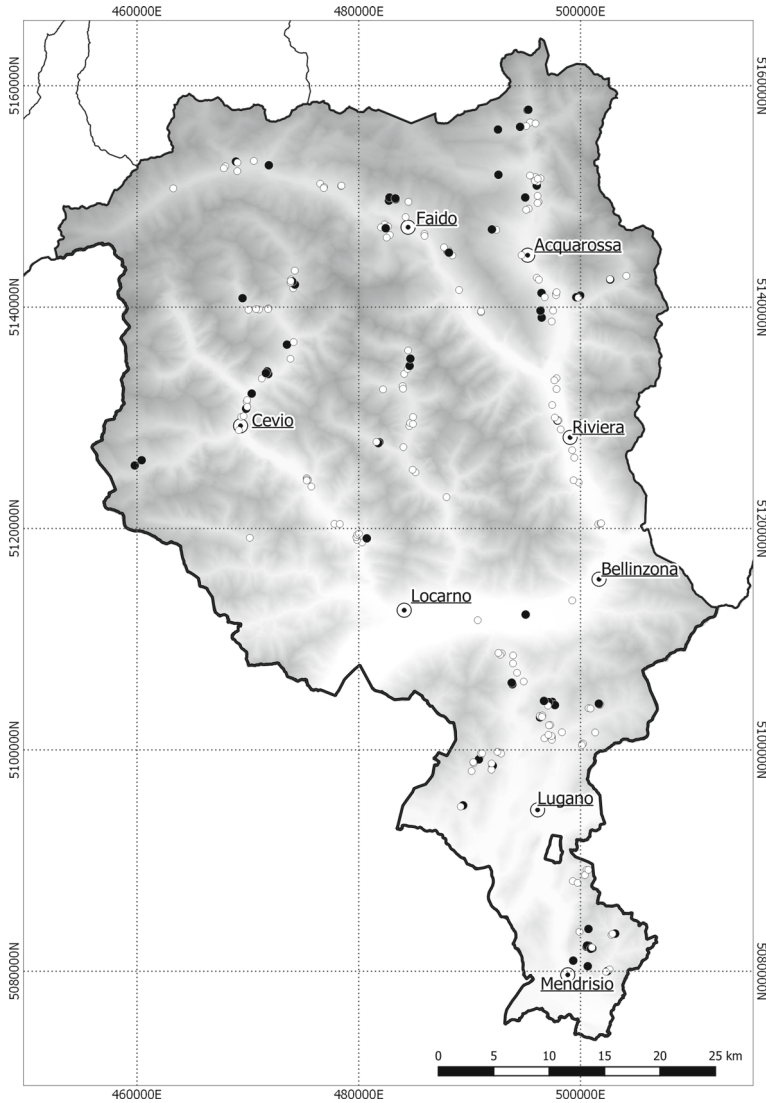 460000E 480000E 500000E
5160000N 5160000N
Faido
Acquarossa
5140000N 5140000N
Cevio
Riviera
5120000N 5120000N
Bellinzona
Locarno
5100000N 5100000N
Lugano
5080000N 5080000N
Mendrisio
0 5 10 15 20 25 km
460000E 480000E 500000E